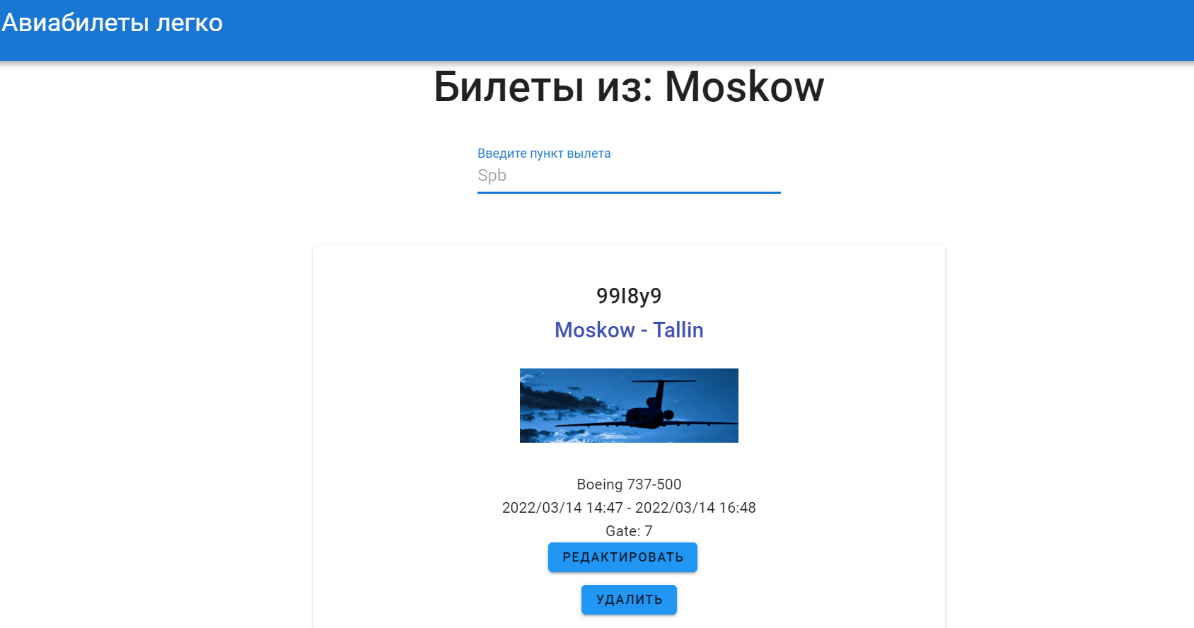 Авиабилеты легко
Билеты из: Moskow
Введите пункт вылета
Spb
99I8y9
Moskow - Tallin
Boeing 737-500
2022/03/14 14:47 - 2022/03/14 16:48
Gate: 7
РЕДАКТИРОВАТЬ
УДАЛИТЬ